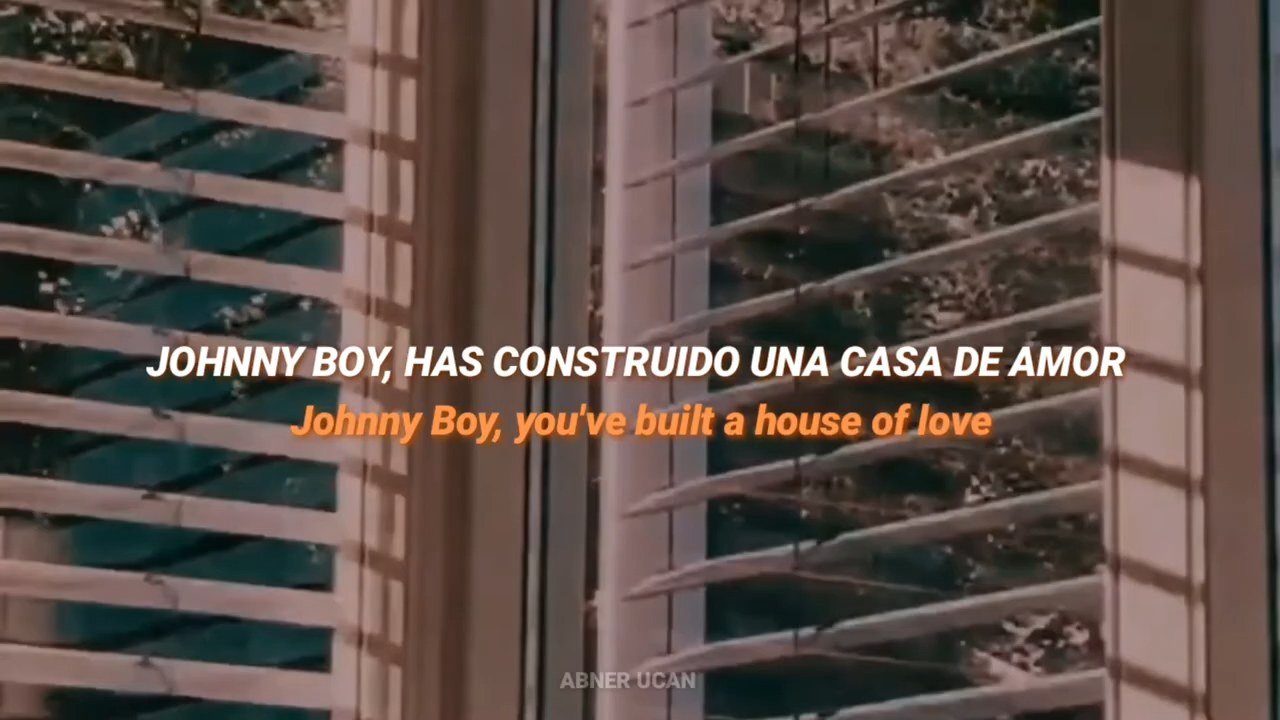 JOHNNY BOY, HAS CONSTRUIDO UNA CASA DE AMOR
Johnny Boy, you've built a house of love
ABNER UCAN